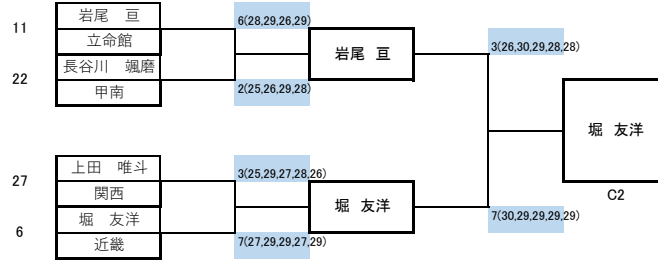 11
岩尾　亘
立命館
6(28,29,26,29)
岩尾　亘
22
長谷川　颯磨
甲南
2(25,26,29,28)
3(26,30,29,28,28)
堀　友洋
C2
27
上田　唯斗
関西
3(25,29,27,28,26)
堀　友洋
6
堀　友洋
近畿
7(27,29,29,27,29)
7(30,29,29,29,29)